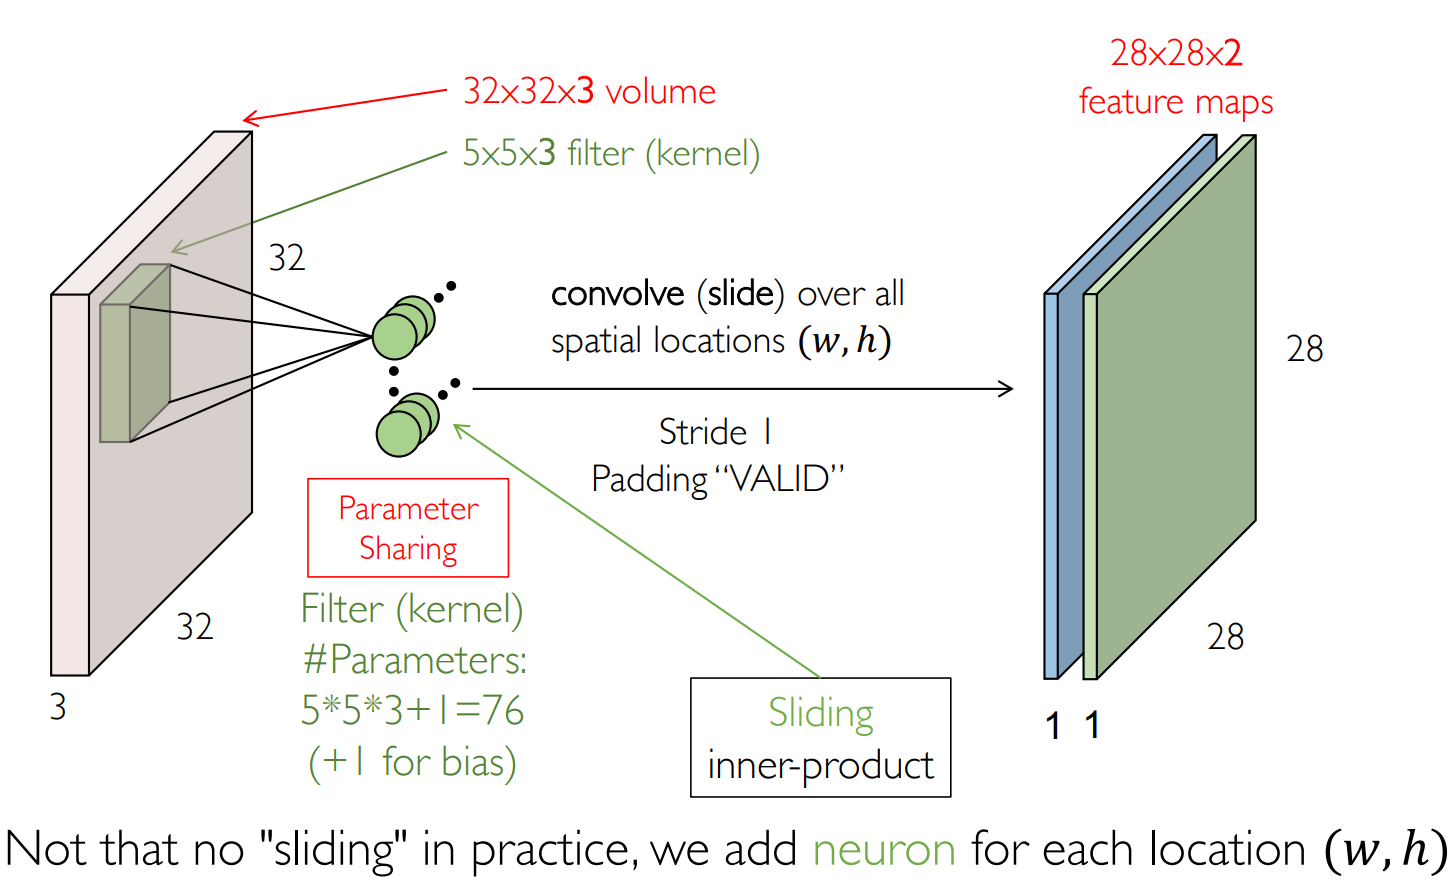 32x32x3 volume
5x5x3 filter (kernel)
28x28x2
feature maps
32
convolve (slide) over all
spatial locations (w, h)
28
Stride 1
Padding “VALID”
Parameter
Sharing
Filter (kernel)
#Parameters:
5*5*3+1=76
(+1 for bias)
32
28
3
Sliding
inner-product
1 1
Not that no "sliding" in practice, we add neuron for each location (w, h)